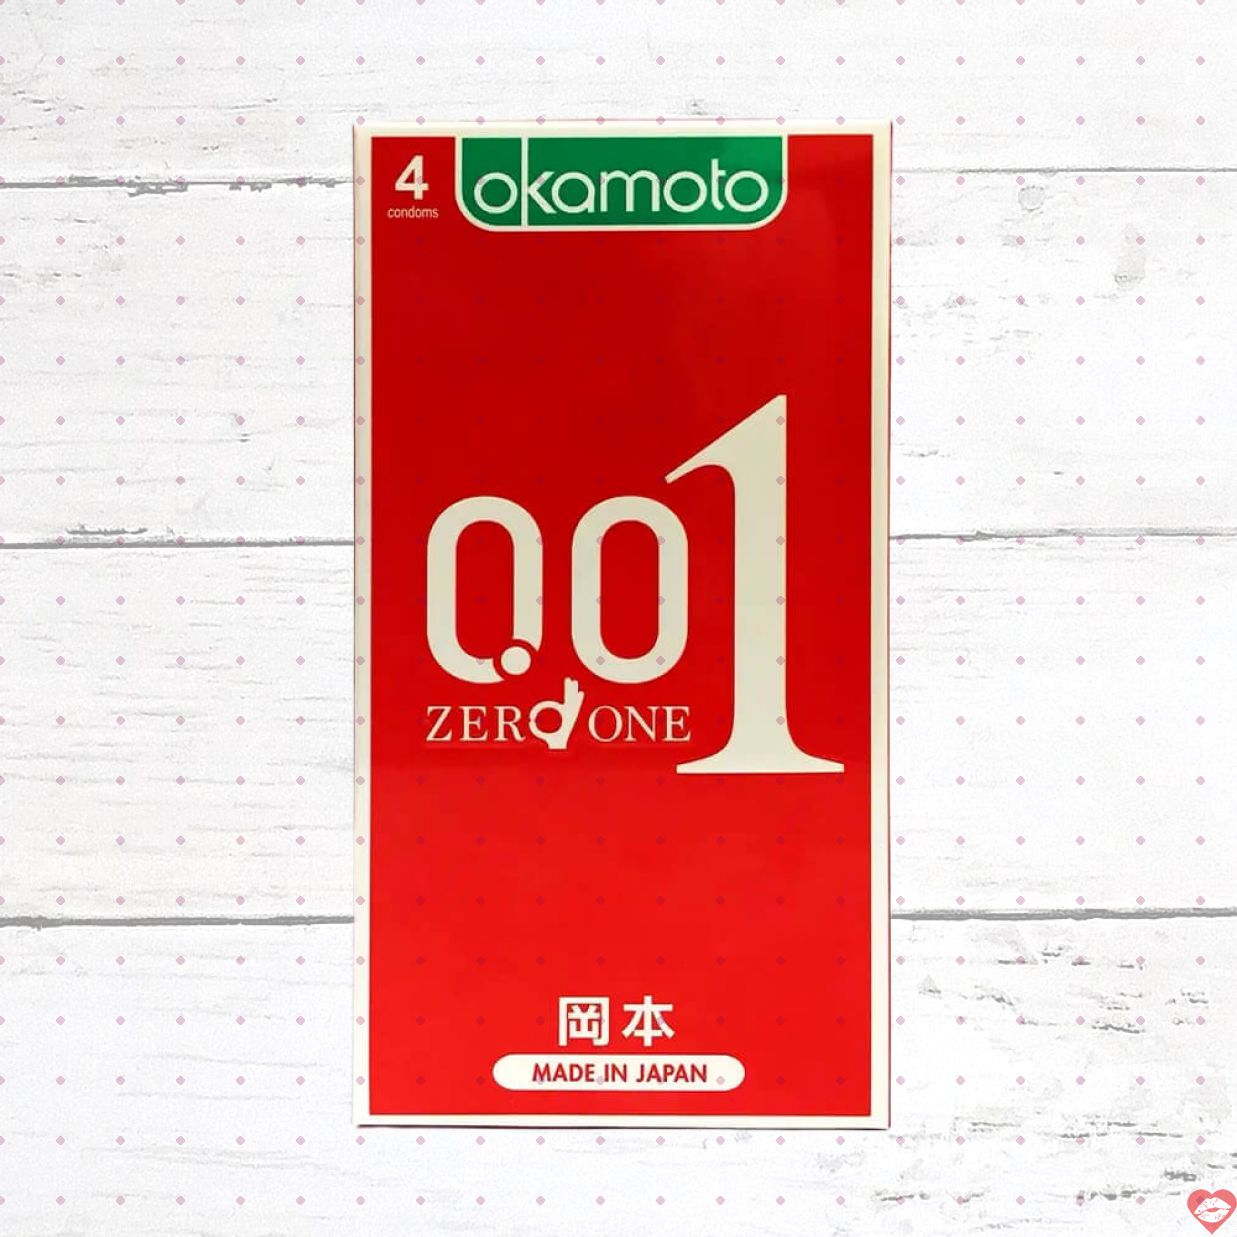 4
condoms
okamoto
0.01
ZERO ONE
岡本
MADE IN JAPAN